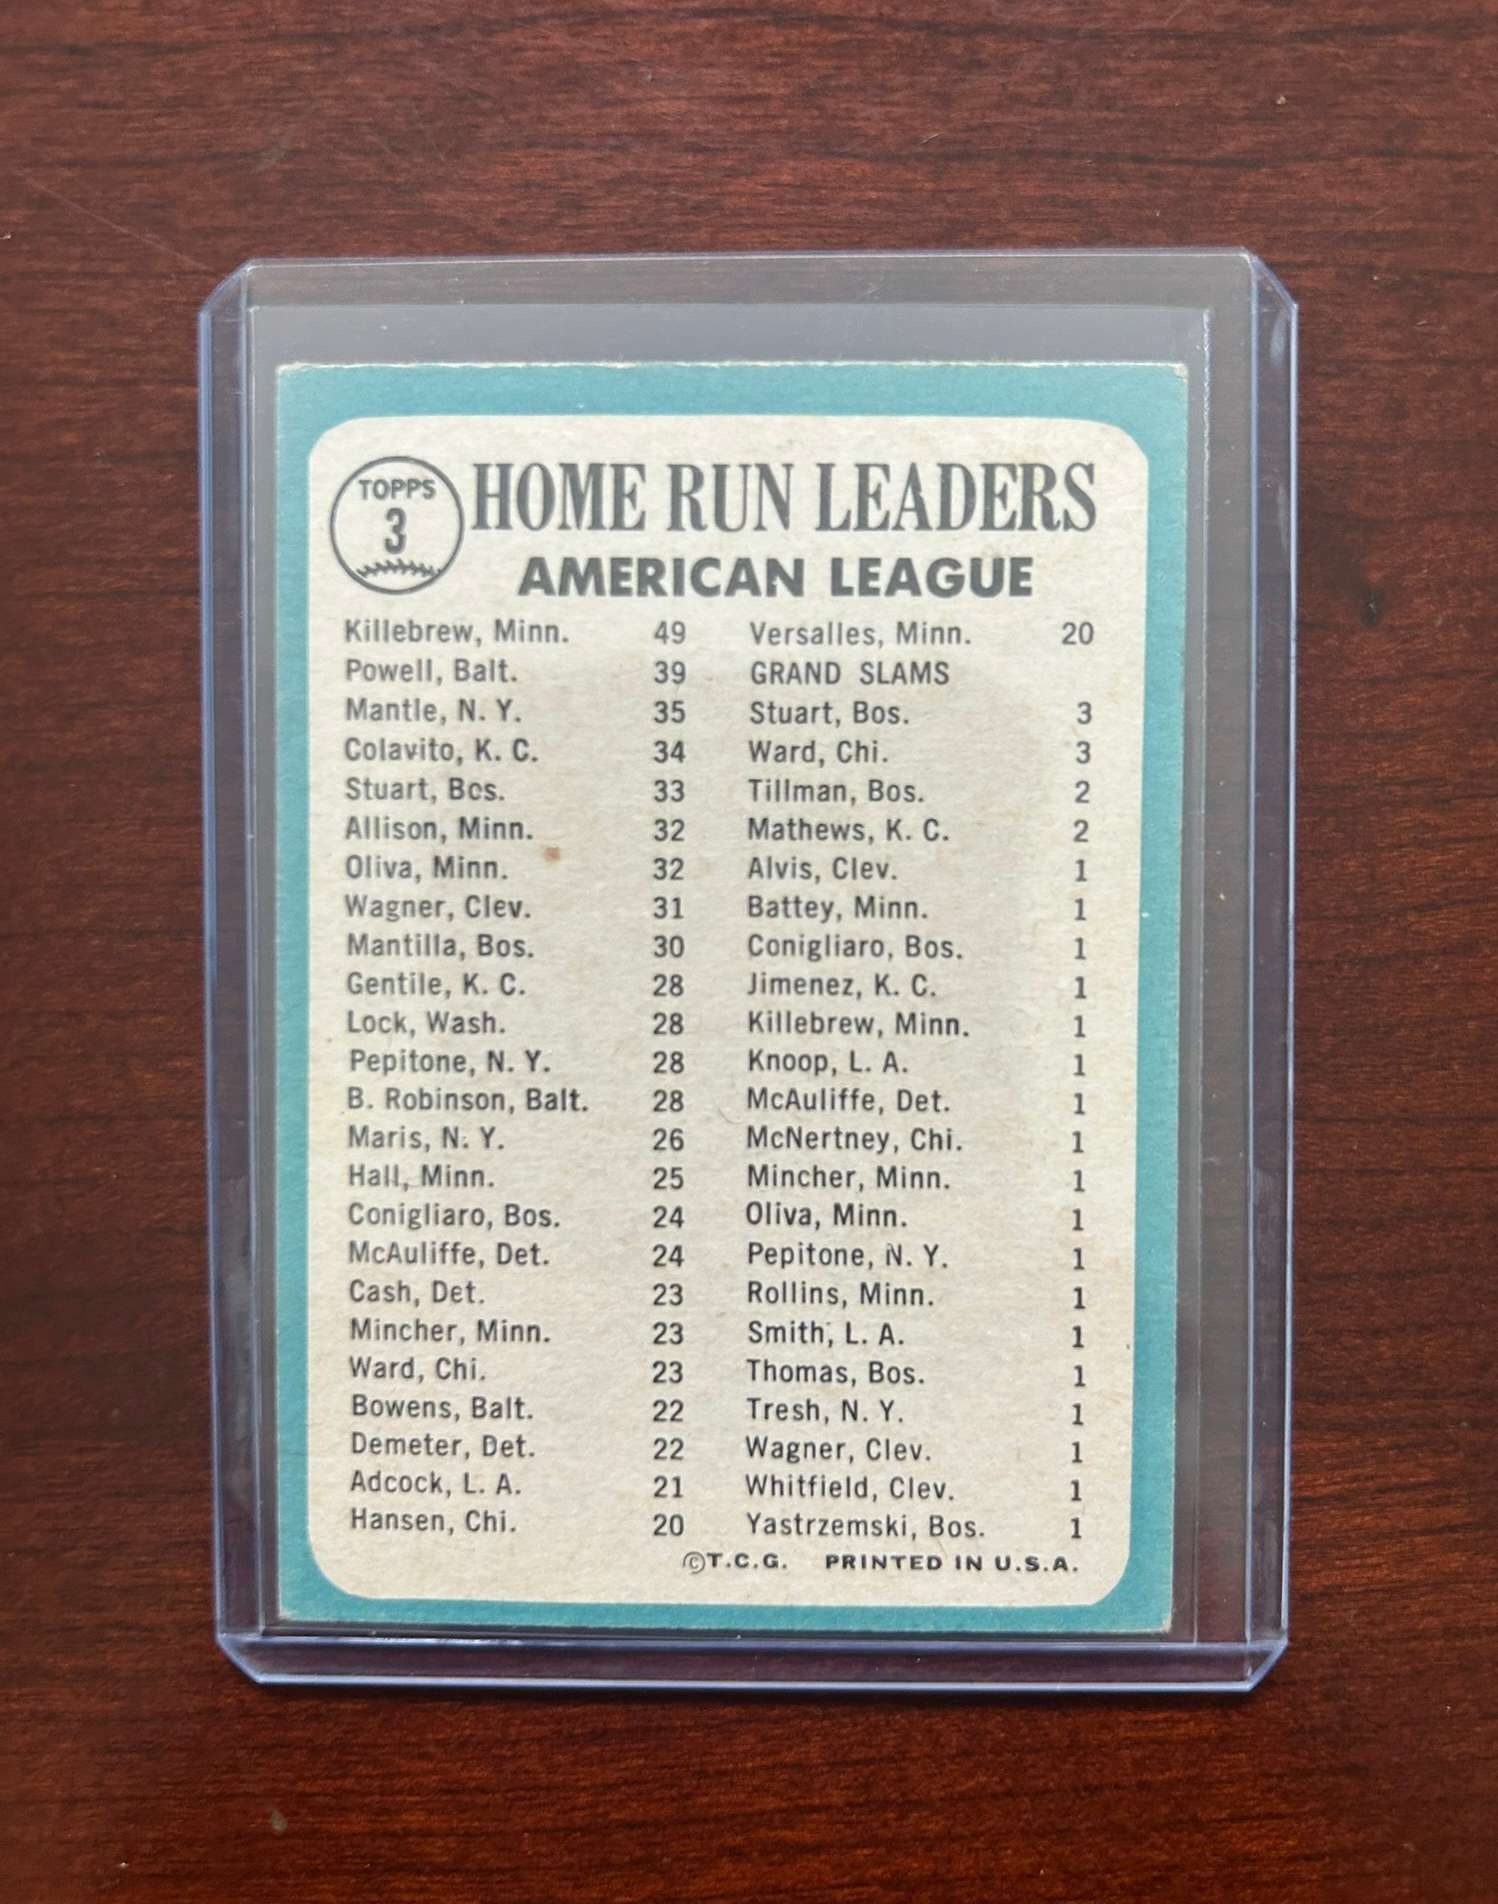 TOPPS
3
HOME RUN LEADERS
AMERICAN LEAGUE
Killebrew, Minn. 49
Powell, Balt. 39
Mantle, N. Y. 35
Colavito, K. C. 34
Stuart, Bos. 33
Allison, Minn. 32
Oliva, Minn. 32
Wagner, Clev. 31
Mantilla, Bos. 30
Gentile, K. C. 28
Lock, Wash. 28
Pepitone, N. Y. 28
B. Robinson, Balt. 28
Maris, N. Y. 26
Hall, Minn. 25
Conigliaro, Bos. 24
McAuliffe, Det. 24
Cash, Det. 23
Mincher, Minn. 23
Ward, Chi. 23
Bowens, Balt. 22
Demeter, Det. 22
Adcock, L. A. 21
Hansen, Chi. 20
Versalles, Minn. 20
GRAND SLAMS
Stuart, Bos. 3
Ward, Chi. 3
Tillman, Bos. 2
Mathews, K. C. 2
Alvis, Clev. 1
Battey, Minn. 1
Conigliaro, Bos. 1
Jimenez, K. C. 1
Killebrew, Minn. 1
Knoop, L. A. 1
McAuliffe, Det. 1
McNertney, Chi. 1
Mincher, Minn. 1
Oliva, Minn. 1
Pepitone, N. Y. 1
Rollins, Minn. 1
Smith, L. A. 1
Thomas, Bos. 1
Tresh, N. Y. 1
Wagner, Clev. 1
Whitfield, Clev. 1
Yastrzemski, Bos. 1
©T.C.G. PRINTED IN U.S.A.